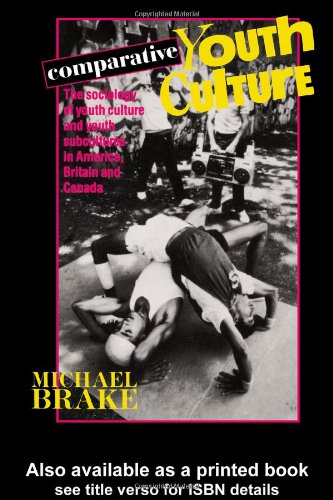 comparative
Youth
Culture
The sociology
of youth culture
and youth
subcultures
in America,
Britain and
Canada
MICHAEL
BRAKE
Also available as a printed book
see title verso for ISBN details